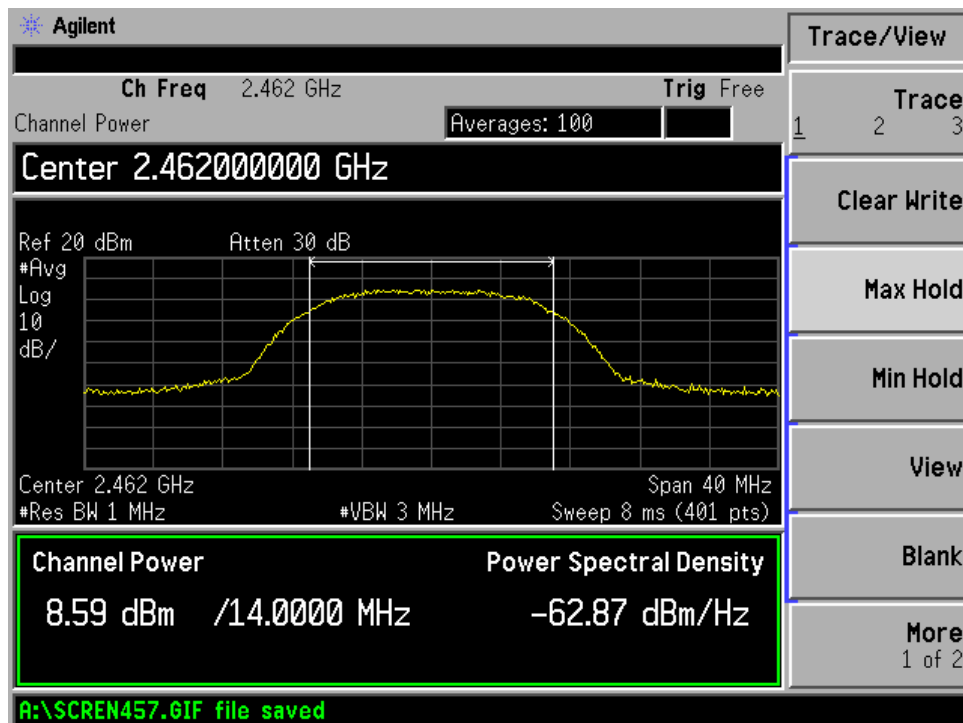 Agilent
Ch Freq 2.462 GHz Trig Free
Channel Power Averages: 100
Center 2.462000000 GHz
Ref 20 dBm Atten 30 dB
#Avg
Log
10
dB/
Center 2.462 GHz Span 40 MHz
#Res BW 1 MHz #VBW 3 MHz Sweep 8 ms (401 pts)
Channel Power Power Spectral Density
8.59 dBm /14.0000 MHz -62.87 dBm/Hz
A:\SCREN457.GIF file saved
Trace/View
Trace
1 2 3
Clear Write
Max Hold
Min Hold
View
Blank
More
1 of 2